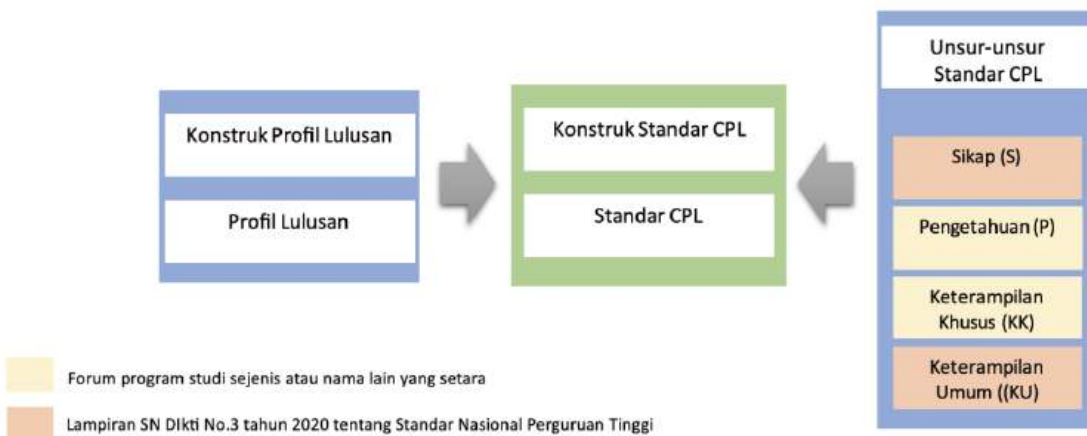 Konstruk Profil Lulusan
Profil Lulusan
Konstruk Standar CPL
Standar CPL
Unsur-unsur
Standar CPL
Sikap (S)
Pengetahuan (P)
Keterampilan
Khusus (KK)
Keterampilan
Umum ((KU)
Forum program studi sejenis atau nama lain yang setara
Lampiran SN DIkti No.3 tahun 2020 tentang Standar Nasional Perguruan Tinggi